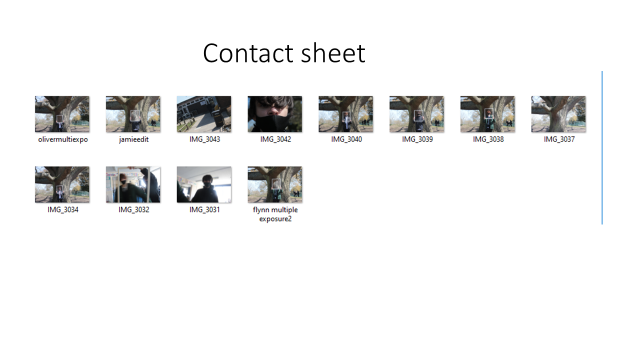 Contact sheet
olivermultiexpo
jamieedit
IMG_3043
IMG_3042
IMG_3040
IMG_3039
IMG_3038
IMG_3037
IMG_3034
IMG_3032
IMG_3031
flynn multiple
exposure2